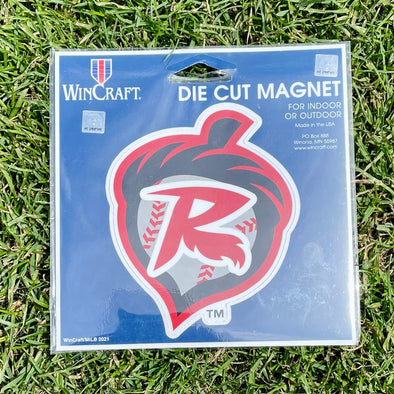 WINCRAFT.
DIE CUT MAGNET
FOR INDOOR
OR OUTDOOR
Made in the USA
PO Box 888
Winona, MN 55987
www.wincraft.com
R
TM
WinCraft/MiLB 2021